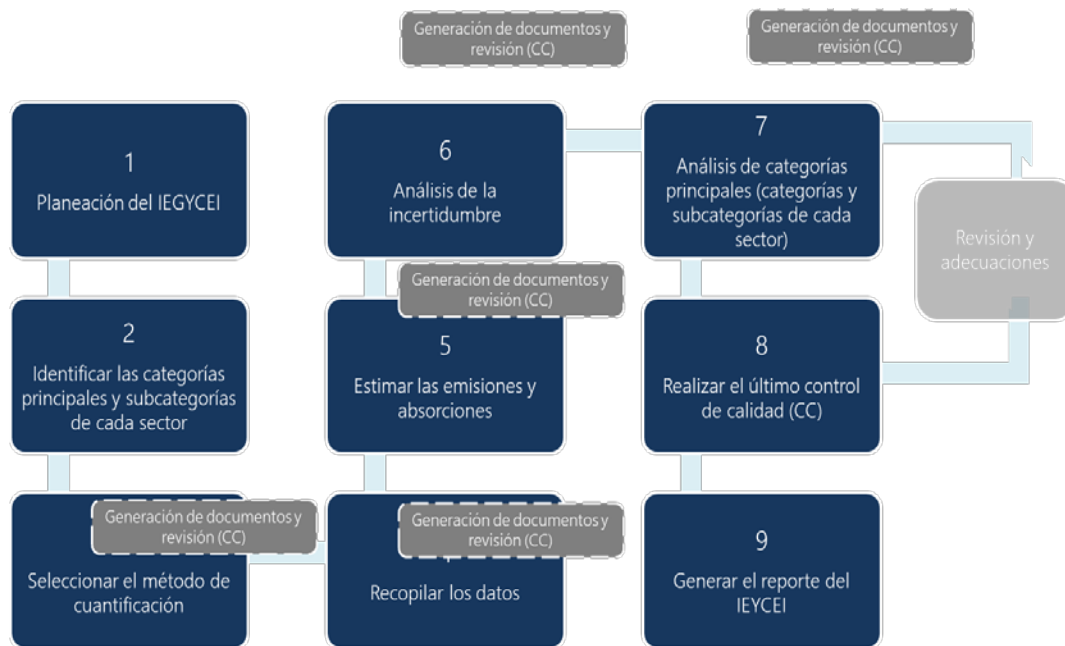 Generación de documentos y
revisión (CC)
Generación de documentos y
revisión (CC)
1
Planeación del IEGYCEI
6
Análisis de la
incertidumbre
7
Análisis de categorías
principales (categorías y
subcategorías de cada
sector)
Revisión y
adecuaciones
Generación de documentos y
revisión (CC)
2
Identificar las categorías
principales y subcategorías
de cada sector
5
Estimar las emisiones y
absorciones
8
Realizar el último control
de calidad (CC)
Generación de documentos y
revisión (CC)
Seleccionar el método de
cuantificación
Generación de documentos y
revisión (CC)
Recopilar los datos
9
Generar el reporte del
IEYCEI